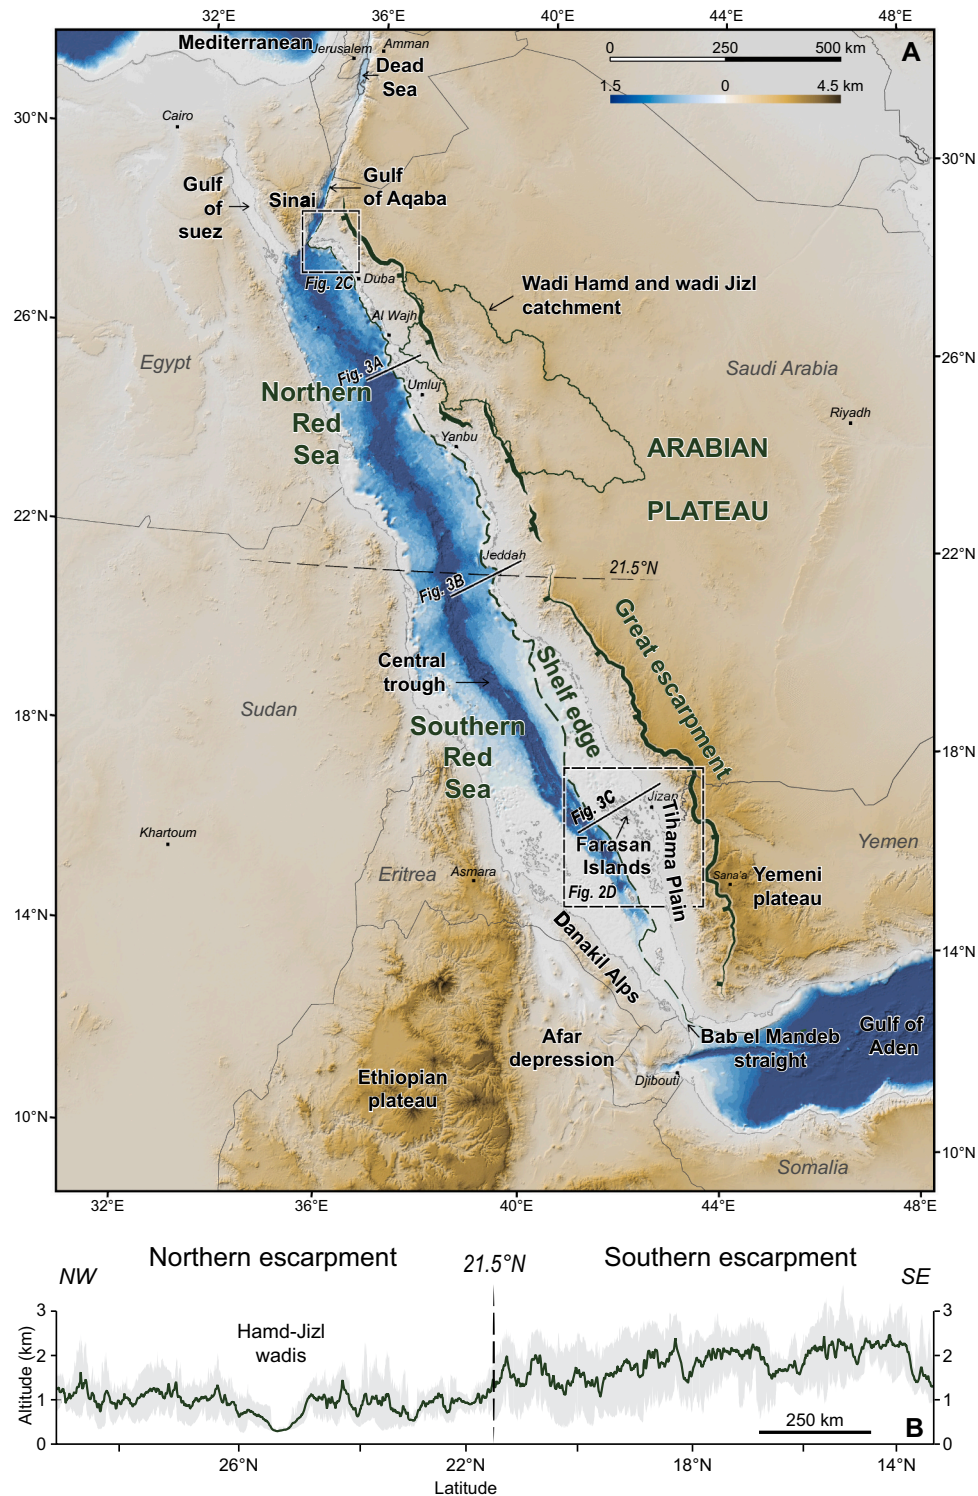 32°E 36°E 40°E 44°E 48°E
Mediterranean
Jerusalem
Amman
Dead
Sea
0 250 500 km
A
1.5 0 4.5 km
Cairo
30°N
30°N
Gulf
of
suez
Sinai
Gulf
of Aqaba
Fig. 2C
Duba
Wadi Hamd and wadi Jizl
catchment
Al Wajh
26°N
26°N
Egypt
Fig. 3A
Umluj
Saudi Arabia
Northern
Red
Sea
Riyadh
Yanbu
ARABIAN
PLATEAU
22°N
22°N
Jeddah
21.5°N
Fig. 3B
Great escarpment
Shelf edge
Central
trough
Sudan
18°N
18°N
Southern
Red
Sea
Fig. 3C
Jizan
Tihama Plain
Farasan
Islands
Fig. 2D
Khartoum
Yemen
Eritrea
Asmara
Sana'a
Yemeni
plateau
14°N
14°N
Danakil Alps
Afar
depression
Bab el Mandeb
straight
Gulf of
Aden
Ethiopian
plateau
Djibouti
10°N
10°N
Somalia
32°E 36°E 40°E 44°E 48°E
Northern escarpment
21.5°N
Southern escarpment
NW
SE
Altitude (km)
3
2
1
0
Hamd-Jizl
wadis
3
2
1
0
250 km
B
26°N 22°N 18°N 14°N
Latitude